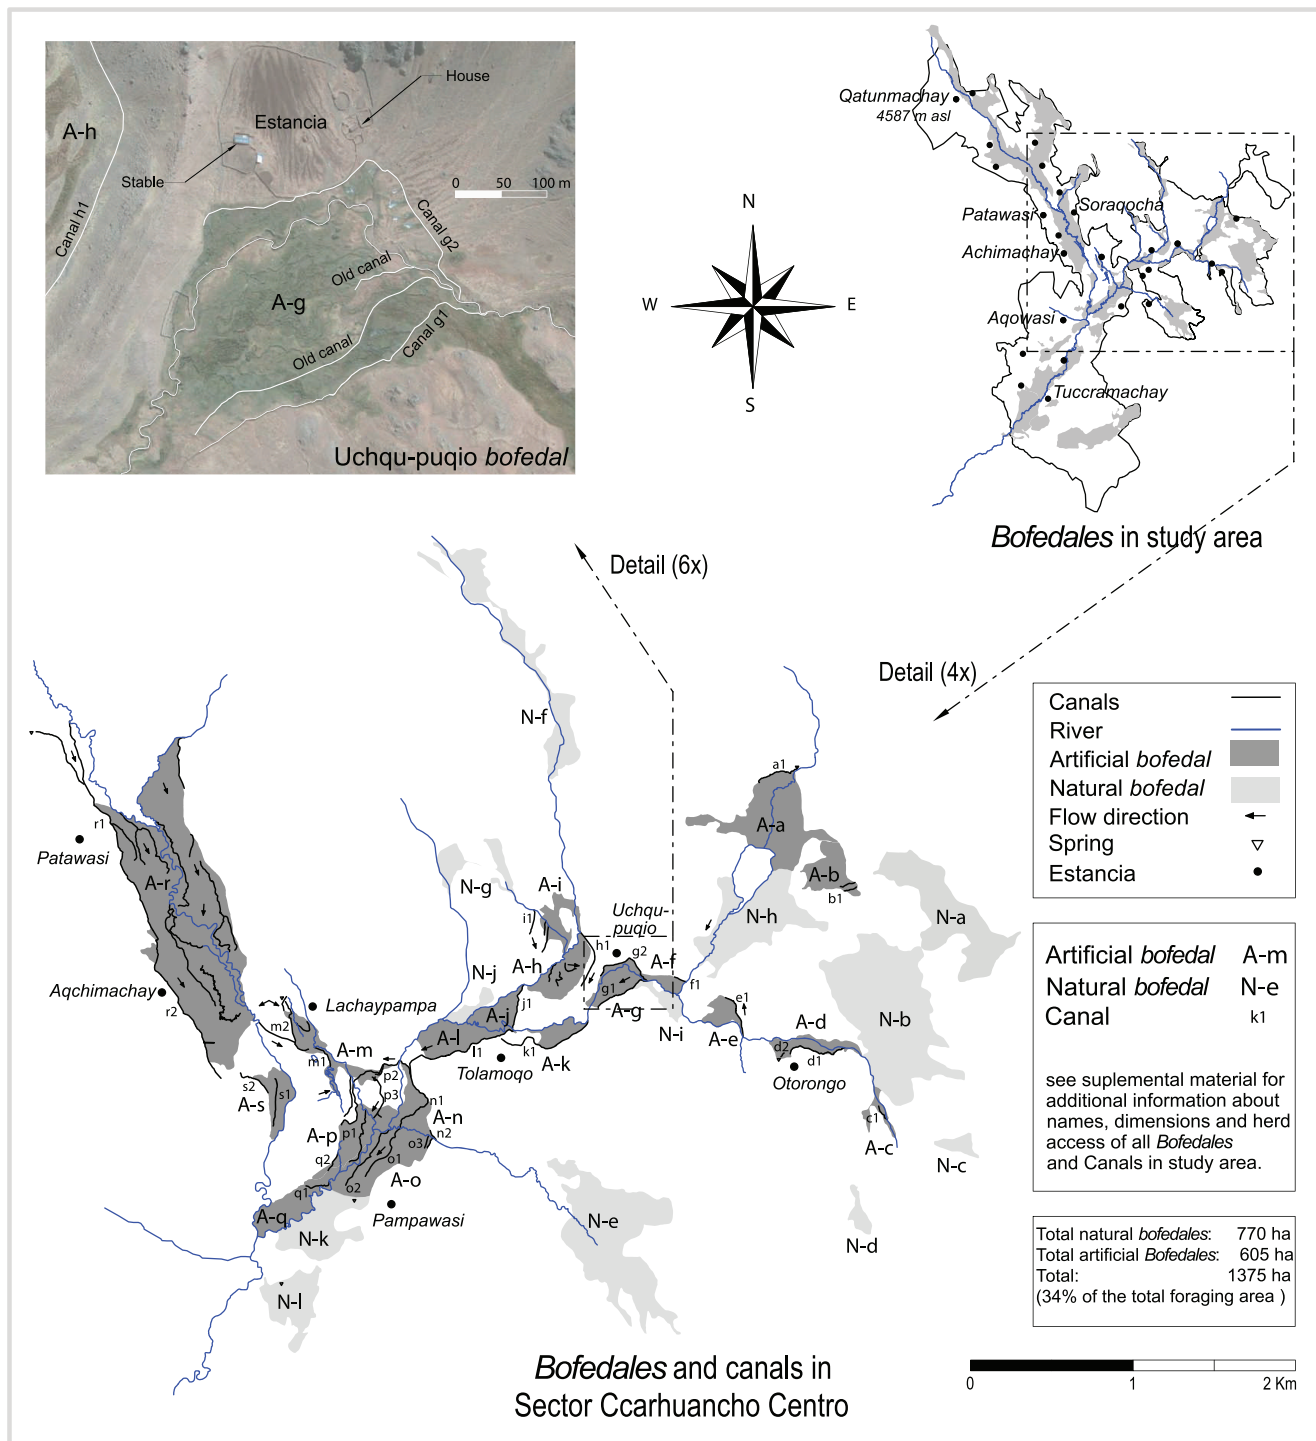 House
Estancia
A-h
Stable
0 50 100 m
Canal h1
Canal g2
Old canal
A-g
Old canal
Canal g1
Uchqu-puqio bofedal
N
W E
S
Qatunmachay
4587 m asl
Patawasi
Soraqocha
Achimachay
Aqowasi
Tuccramachay
Bofedales in study area
Detail (6x)
Detail (4x)
Canals
River
Artificial bofedal
Natural bofedal
Flow direction
Spring
Estancia
Artificial bofedal A-m
Natural bofedal N-e
Canal k1
see suplemental material for
additional information about
names, dimensions and herd
access of all Bofedales
and Canals in study area.
Total natural bofedales: 770 ha
Total artificial Bofedales: 605 ha
Total: 1375 ha
(34% of the total foraging area )
0 1 2 Km
N-f
a1
A-a
r1
Patawasi
A-r
N-g
A-i
A-b
b1
N-a
i1
Uchqu-
puqio
N-h
h1
g2
A-f
A-h
N-j
g1
f1
Aqchimachay
r2
Lachaypampa
j1
A-j
A-g
N-i
e1
N-b
m2
A-l
l1
k1
A-k
A-e
A-d
d2
d1
m1
A-m
Tolamoqo
Otorongo
p2
p3
s2
s1
A-s
n1
A-n
c1
A-c
A-p
p1
n2
o3
q2
o1
N-c
q1
o2
A-o
A-q
Pampawasi
N-k
N-e
N-d
N-l
Bofedales and canals in
Sector Ccarhuancho Centro